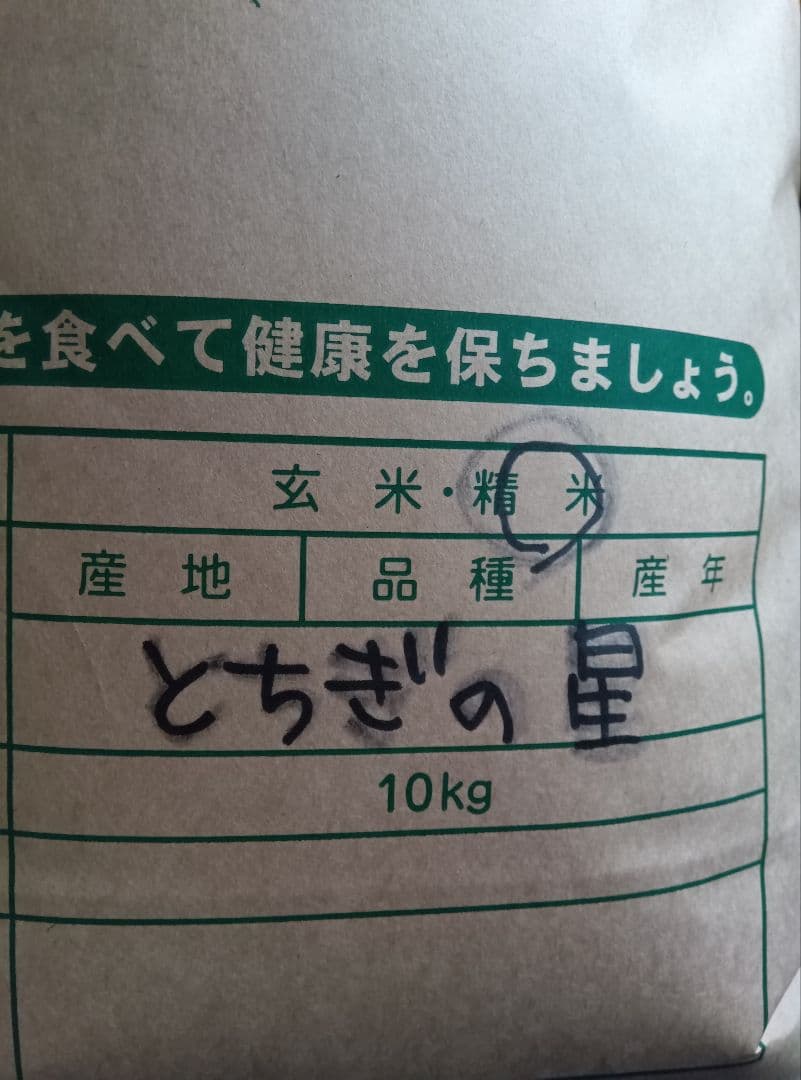 を食べて健康を保ちましょう。
玄 米・精 米
産 地 品 種 産 年
とちぎの星
10kg